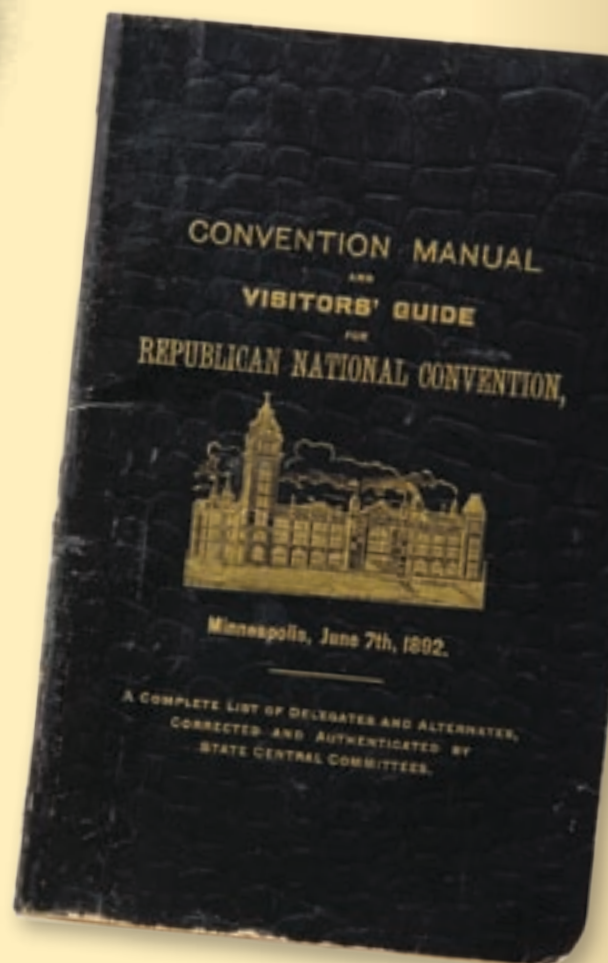 CONVENTION MANUAL
AND
VISITORS' GUIDE
FOR
REPUBLICAN NATIONAL CONVENTION,
Minneapolis, June 7th, 1892.
A COMPLETE LIST OF DELEGATES AND ALTERNATES,
CORRECTED AND AUTHENTICATED BY
STATE CENTRAL COMMITTEES.